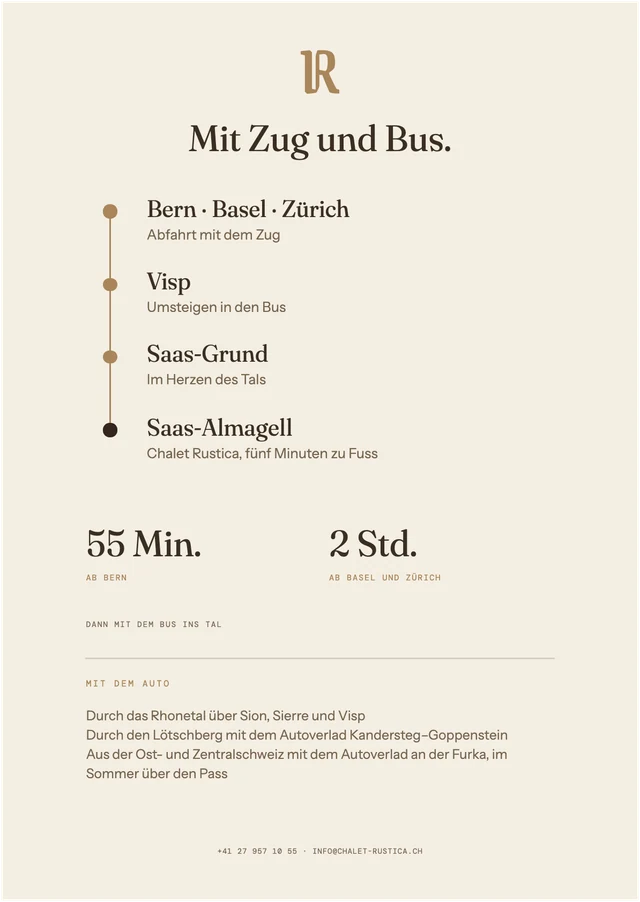 R
Mit Zug und Bus.
Bern · Basel · Zürich
Abfahrt mit dem Zug
Visp
Umsteigen in den Bus
Saas-Grund
Im Herzen des Tals
Saas-Almagell
Chalet Rustica, fünf Minuten zu Fuss
55 Min.
AB BERN
2 Std.
AB BASEL UND ZÜRICH
DANN MIT DEM BUS INS TAL
MIT DEM AUTO
Durch das Rhonetal über Sion, Sierre und Visp
Durch den Lötschberg mit dem Autoverlad Kandersteg–Goppenstein
Aus der Ost- und Zentralschweiz mit dem Autoverlad an der Furka, im
Sommer über den Pass
+41 27 957 10 55 · INFO@CHALET-RUSTICA.CH